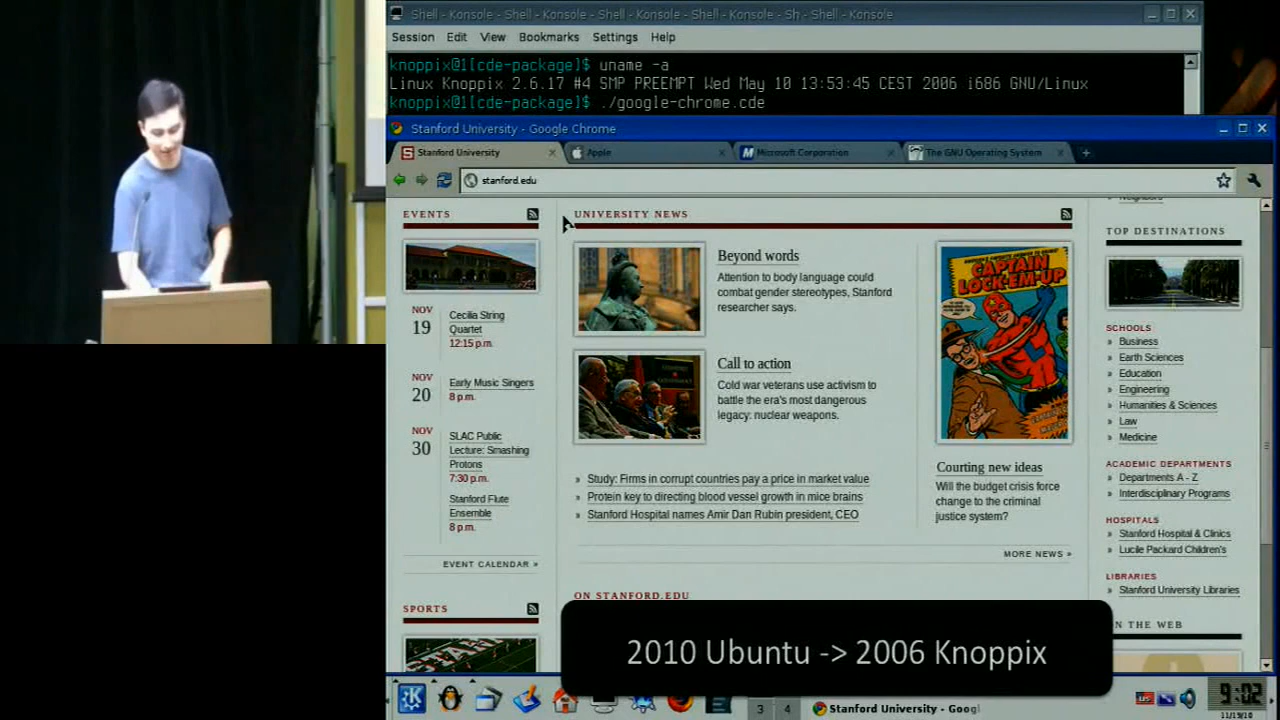 Shell - Konsole - Shell - Konsole - Shell - Konsole - Shell - Konsole - Sh - Shell - Konsole
Session Edit View Bookmarks Settings Help
knoppix@1[cde-package]$ uname -a
Linux Knoppix 2.6.17 #4 SMP PREEMPT Wed May 10 13:53:45 CEST 2006 i686 GNU/Linux
knoppix@1[cde-package]$ ./google-chrome.cde
Stanford University - Google Chrome
Stanford University
Apple
Microsoft Corporation
The GNU Operating System
stanford.edu
EVENTS
NOV
19
Cecilia String
Quartet
12:15 p.m.
NOV
20
Early Music Singers
8 p.m.
NOV
30
SLAC Public
Lecture: Smashing
Protons
7:30 p.m.
Stanford Flute
Ensemble
8 p.m.
EVENT CALENDAR »
SPORTS
UNIVERSITY NEWS
Beyond words
Attention to body language could
combat gender stereotypes, Stanford
researcher says.
Call to action
Cold war veterans use activism to
battle the era's most dangerous
legacy: nuclear weapons.
» Study: Firms in corrupt countries pay a price in market value
» Protein key to directing blood vessel growth in mice brains
» Stanford Hospital names Amir Dan Rubin president, CEO
CAPTAIN
LOCK-EM-UP
Courting new ideas
Will the budget crisis force
change to the criminal
justice system?
MORE NEWS »
ON STANFORD.EDU
Neighbors
TOP DESTINATIONS
SCHOOLS
» Business
» Earth Sciences
» Education
» Engineering
» Humanities & Sciences
» Law
» Medicine
ACADEMIC DEPARTMENTS
» Departments A - Z
» Interdisciplinary Programs
HOSPITALS
» Stanford Hospital & Clinics
» Lucile Packard Children's
LIBRARIES
» Stanford University Libraries
N THE WEB
2010 Ubuntu -> 2006 Knoppix
3 4
Stanford University - Googl
9:02
11/19/10